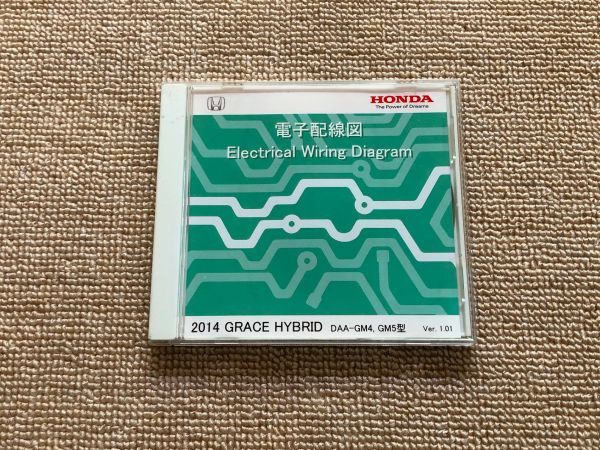 HONDA
The Power of Dreams
電子配線図
Electrical Wiring Diagram
2014 GRACE HYBRID DAA-GM4, GM5型 Ver. 1.01